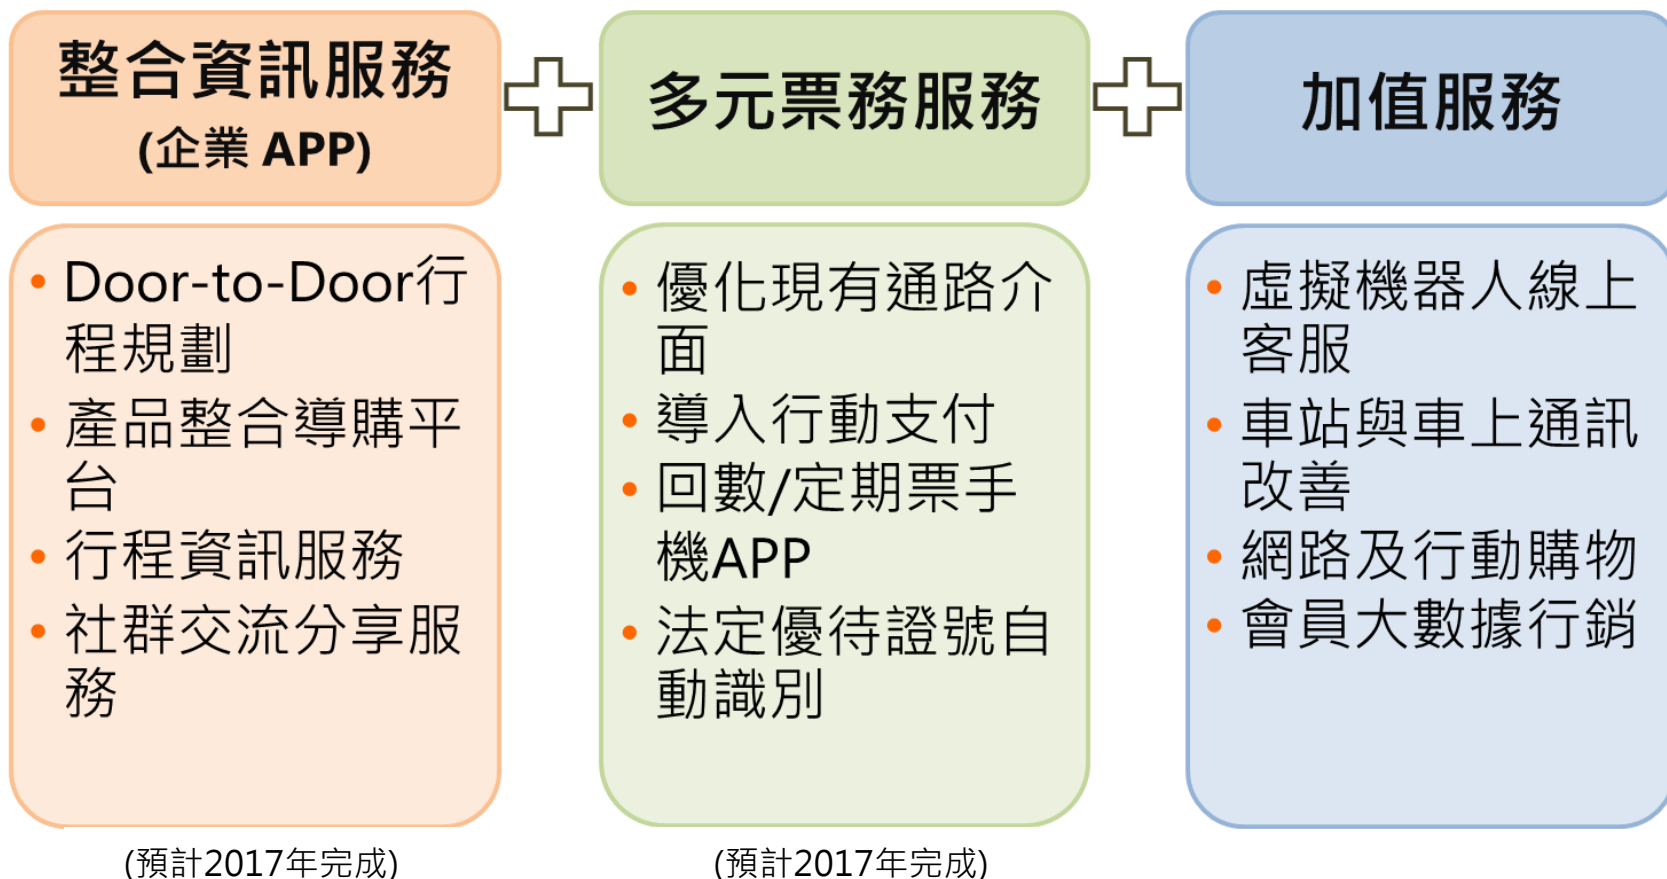 整合資訊服務
(企業 APP)
多元票務服務
加值服務
• Door-to-Door行
程規劃
• 產品整合導購平
台
• 行程資訊服務
• 社群交流分享服
務
• 優化現有通路介
面
• 導入行動支付
• 回數/定期票手
機APP
• 法定優待證號自
動識別
• 虛擬機器人線上
客服
• 車站與車上通訊
改善
• 網路及行動購物
• 會員大數據行銷
(預計2017年完成)
(預計2017年完成)